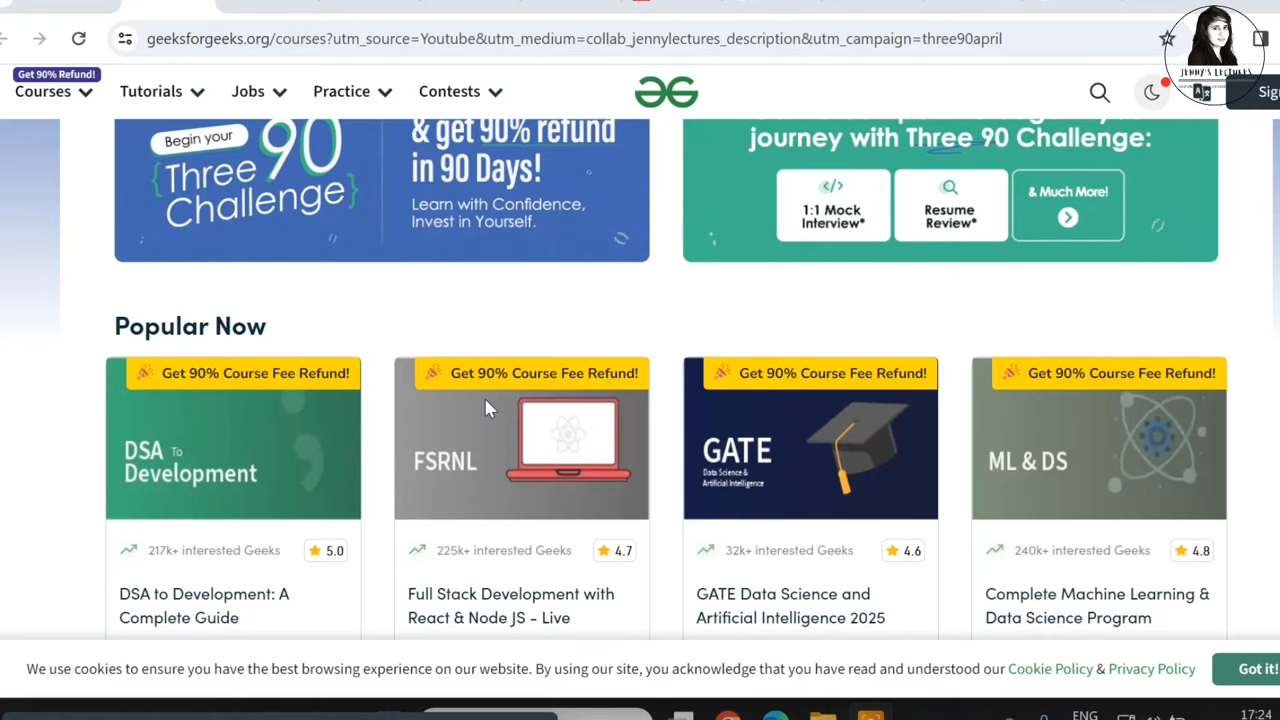 geeksforgeeks.org/courses?utm_source=Youtube&utm_medium=collab_jennylectures_description&utm_campaign=three90april
JENNY'S LECTURES
Get 90% Refund!
Courses
Tutorials
Jobs
Practice
Contests
Begin your
Three 90
Challenge
& get 90% refund
in 90 Days!
Learn with Confidence,
Invest in Yourself.
journey with Three 90 Challenge:
1:1 Mock
Interview*
Resume
Review*
& Much More!
Popular Now
Get 90% Course Fee Refund!
DSA To
Development
217k+ interested Geeks
5.0
DSA to Development: A
Complete Guide
Get 90% Course Fee Refund!
FSRNL
225k+ interested Geeks
4.7
Full Stack Development with
React & Node JS - Live
Get 90% Course Fee Refund!
GATE
Data Science &
Artificial Intelligence
32k+ interested Geeks
4.6
GATE Data Science and
Artificial Intelligence 2025
Get 90% Course Fee Refund!
ML & DS
240k+ interested Geeks
4.8
Complete Machine Learning &
Data Science Program
We use cookies to ensure you have the best browsing experience on our website. By using our site, you acknowledge that you have read and understood our Cookie Policy & Privacy Policy
Got it!
ENG
17:24